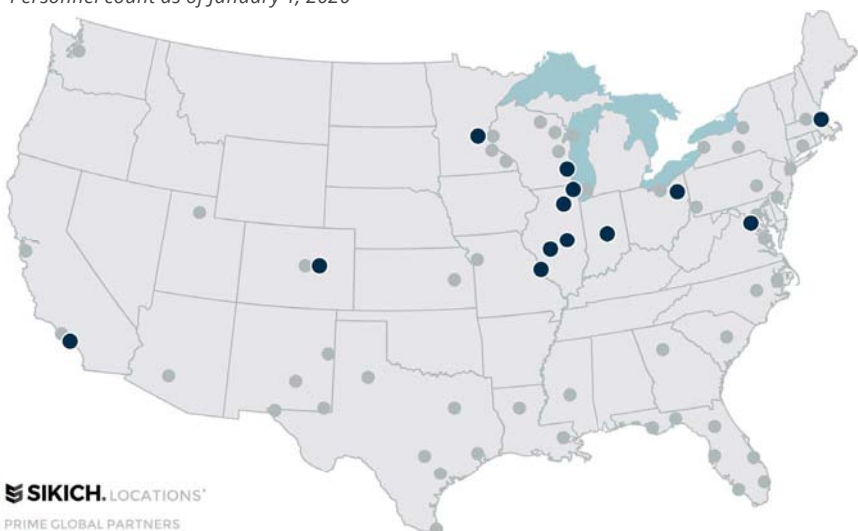 Personnel count as of January 1, 2020
SIKICH. LOCATIONS*
PRIME GLOBAL PARTNERS